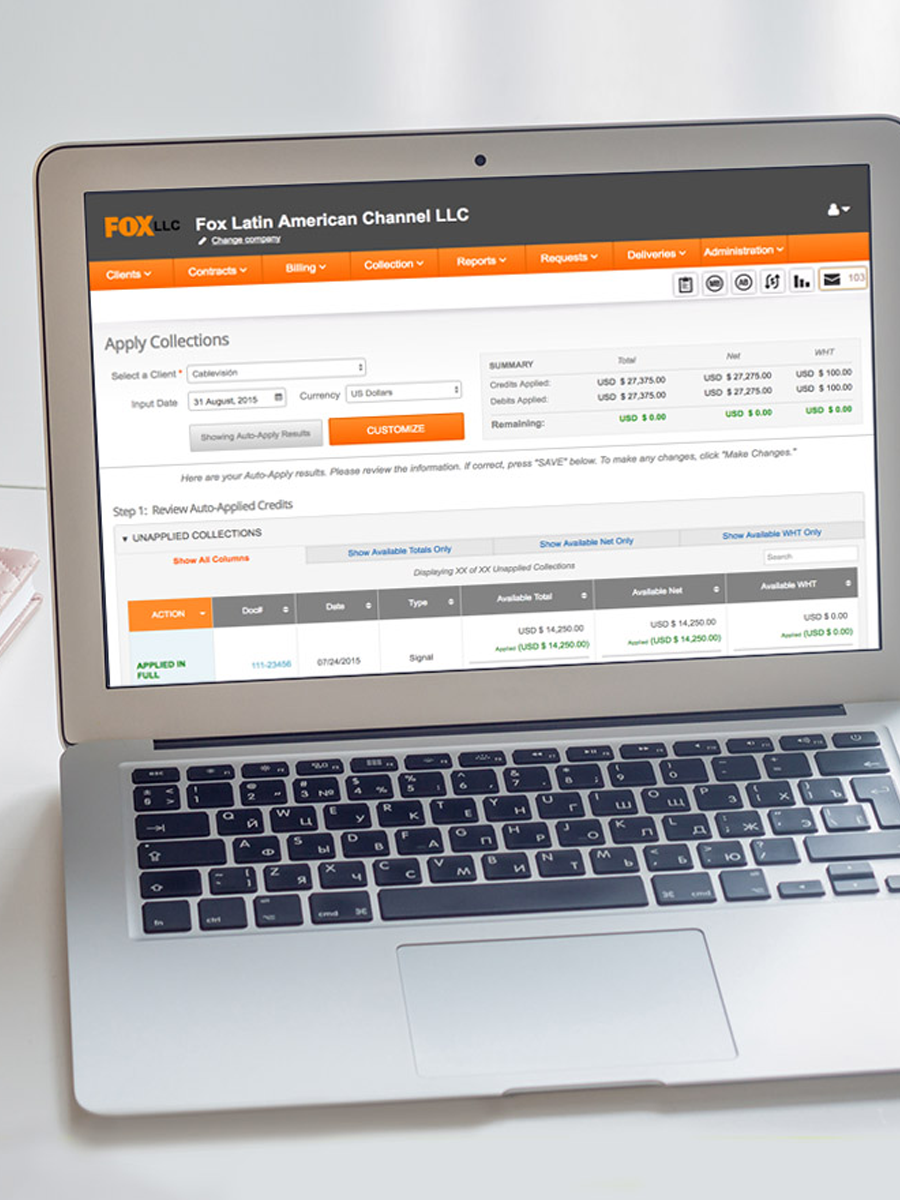 FOX LLC
Fox Latin American Channel LLC
Change company
Clients Contracts Billing Collection Reports Requests Deliveries Administration
MB AB 103
Apply Collections
Select a Client * Cablevisión
Input Date 31 August, 2015 Currency US Dollars
Showing Auto-Apply Results CUSTOMIZE
SUMMARY Total Net WHT
Credits Applied: USD $ 27,375.00 USD $ 27,275.00 USD $ 100.00
Debits Applied: USD $ 27,375.00 USD $ 27,275.00 USD $ 100.00
Remaining: USD $ 0.00 USD $ 0.00 USD $ 0.00
Here are your Auto-Apply results. Please review the information. If correct, press "SAVE" below. To make any changes, click "Make Changes."
Step 1: Review Auto-Applied Credits
UNAPPLIED COLLECTIONS
Show All Columns Show Available Totals Only Show Available Net Only Show Available WHT Only
Displaying XX of XX Unapplied Collections Search
ACTION Doc# Date Type Available Total Available Net Available WHT
USD $ 14,250.00 USD $ 14,250.00 USD $ 0.00
APPLIED IN FULL 111-23456 07/24/2015 Signal Applied (USD $ 14,250.00) Applied (USD $ 14,250.00) Applied (USD $ 0.00)
Q Й W Ц E У R К T Е Y Н U Г I Ш O Щ P З Х Ъ
A Ф S Ы D В F А G П H Р J О K Л L Д Ж Э
Z Я X Ч C С V М B И N Т M Ь Б Ю
fn ctrl cmd cmd